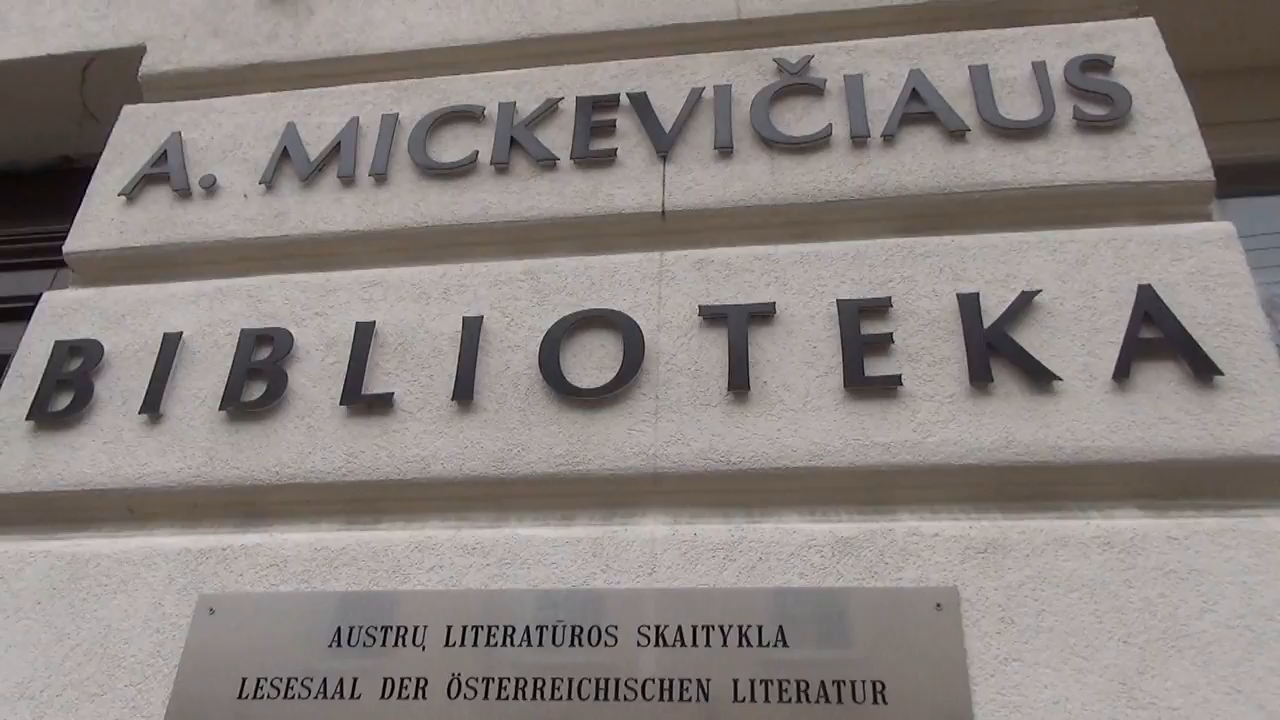 A. MICKEVIČIAUS
BIBLIOTEKA
AUSTRŲ LITERATŪROS SKAITYKLA
LESESAAL DER ÖSTERREICHISCHEN LITERATUR